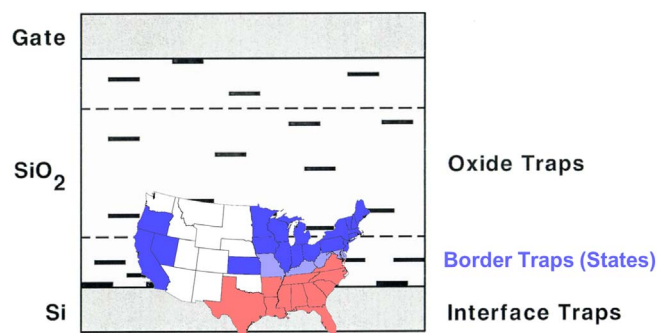 Gate
SiO2
Oxide Traps
Border Traps (States)
Si
Interface Traps